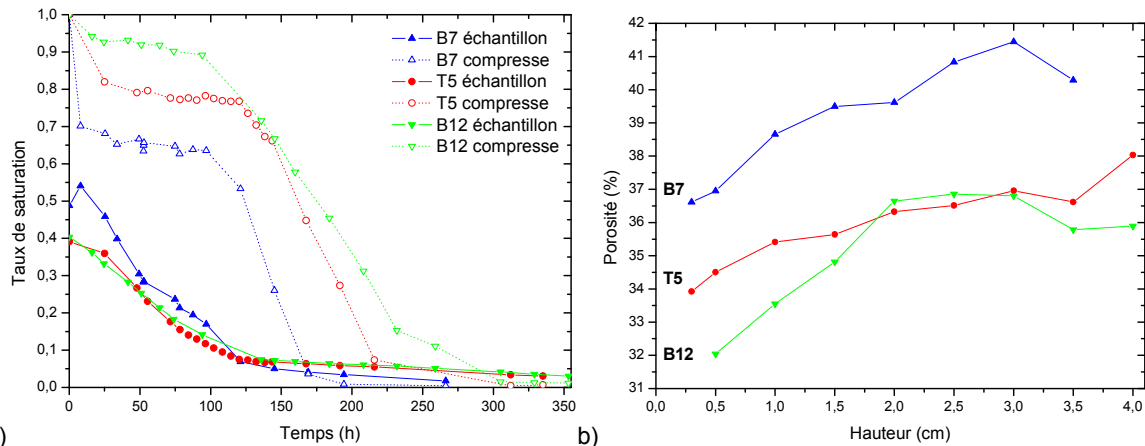 1,0
0,9
0,8
0,7
0,6
0,5
0,4
0,3
0,2
0,1
0,0
Taux de saturation
0 50 100 150 200 250 300 350
Temps (h)
B7 échantillon
B7 compresse
T5 échantillon
T5 compresse
B12 échantillon
B12 compresse
)
b)
42
41
40
39
38
37
36
35
34
33
32
31
Porosité (%)
B7
T5
B12
0,0 0,5 1,0 1,5 2,0 2,5 3,0 3,5 4,0
Hauteur (cm)